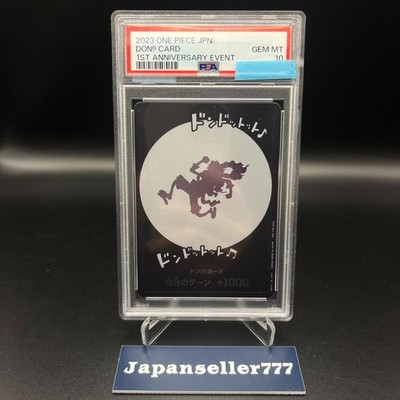 2023 ONE PIECE JPN.
DON!! CARD
GEM MT
1ST ANNIVERSARY EVENT
10
PSA
ドンドットット♪
ドンドットット♫
ドン!!カード
自分のターン +1000
Japanseller777